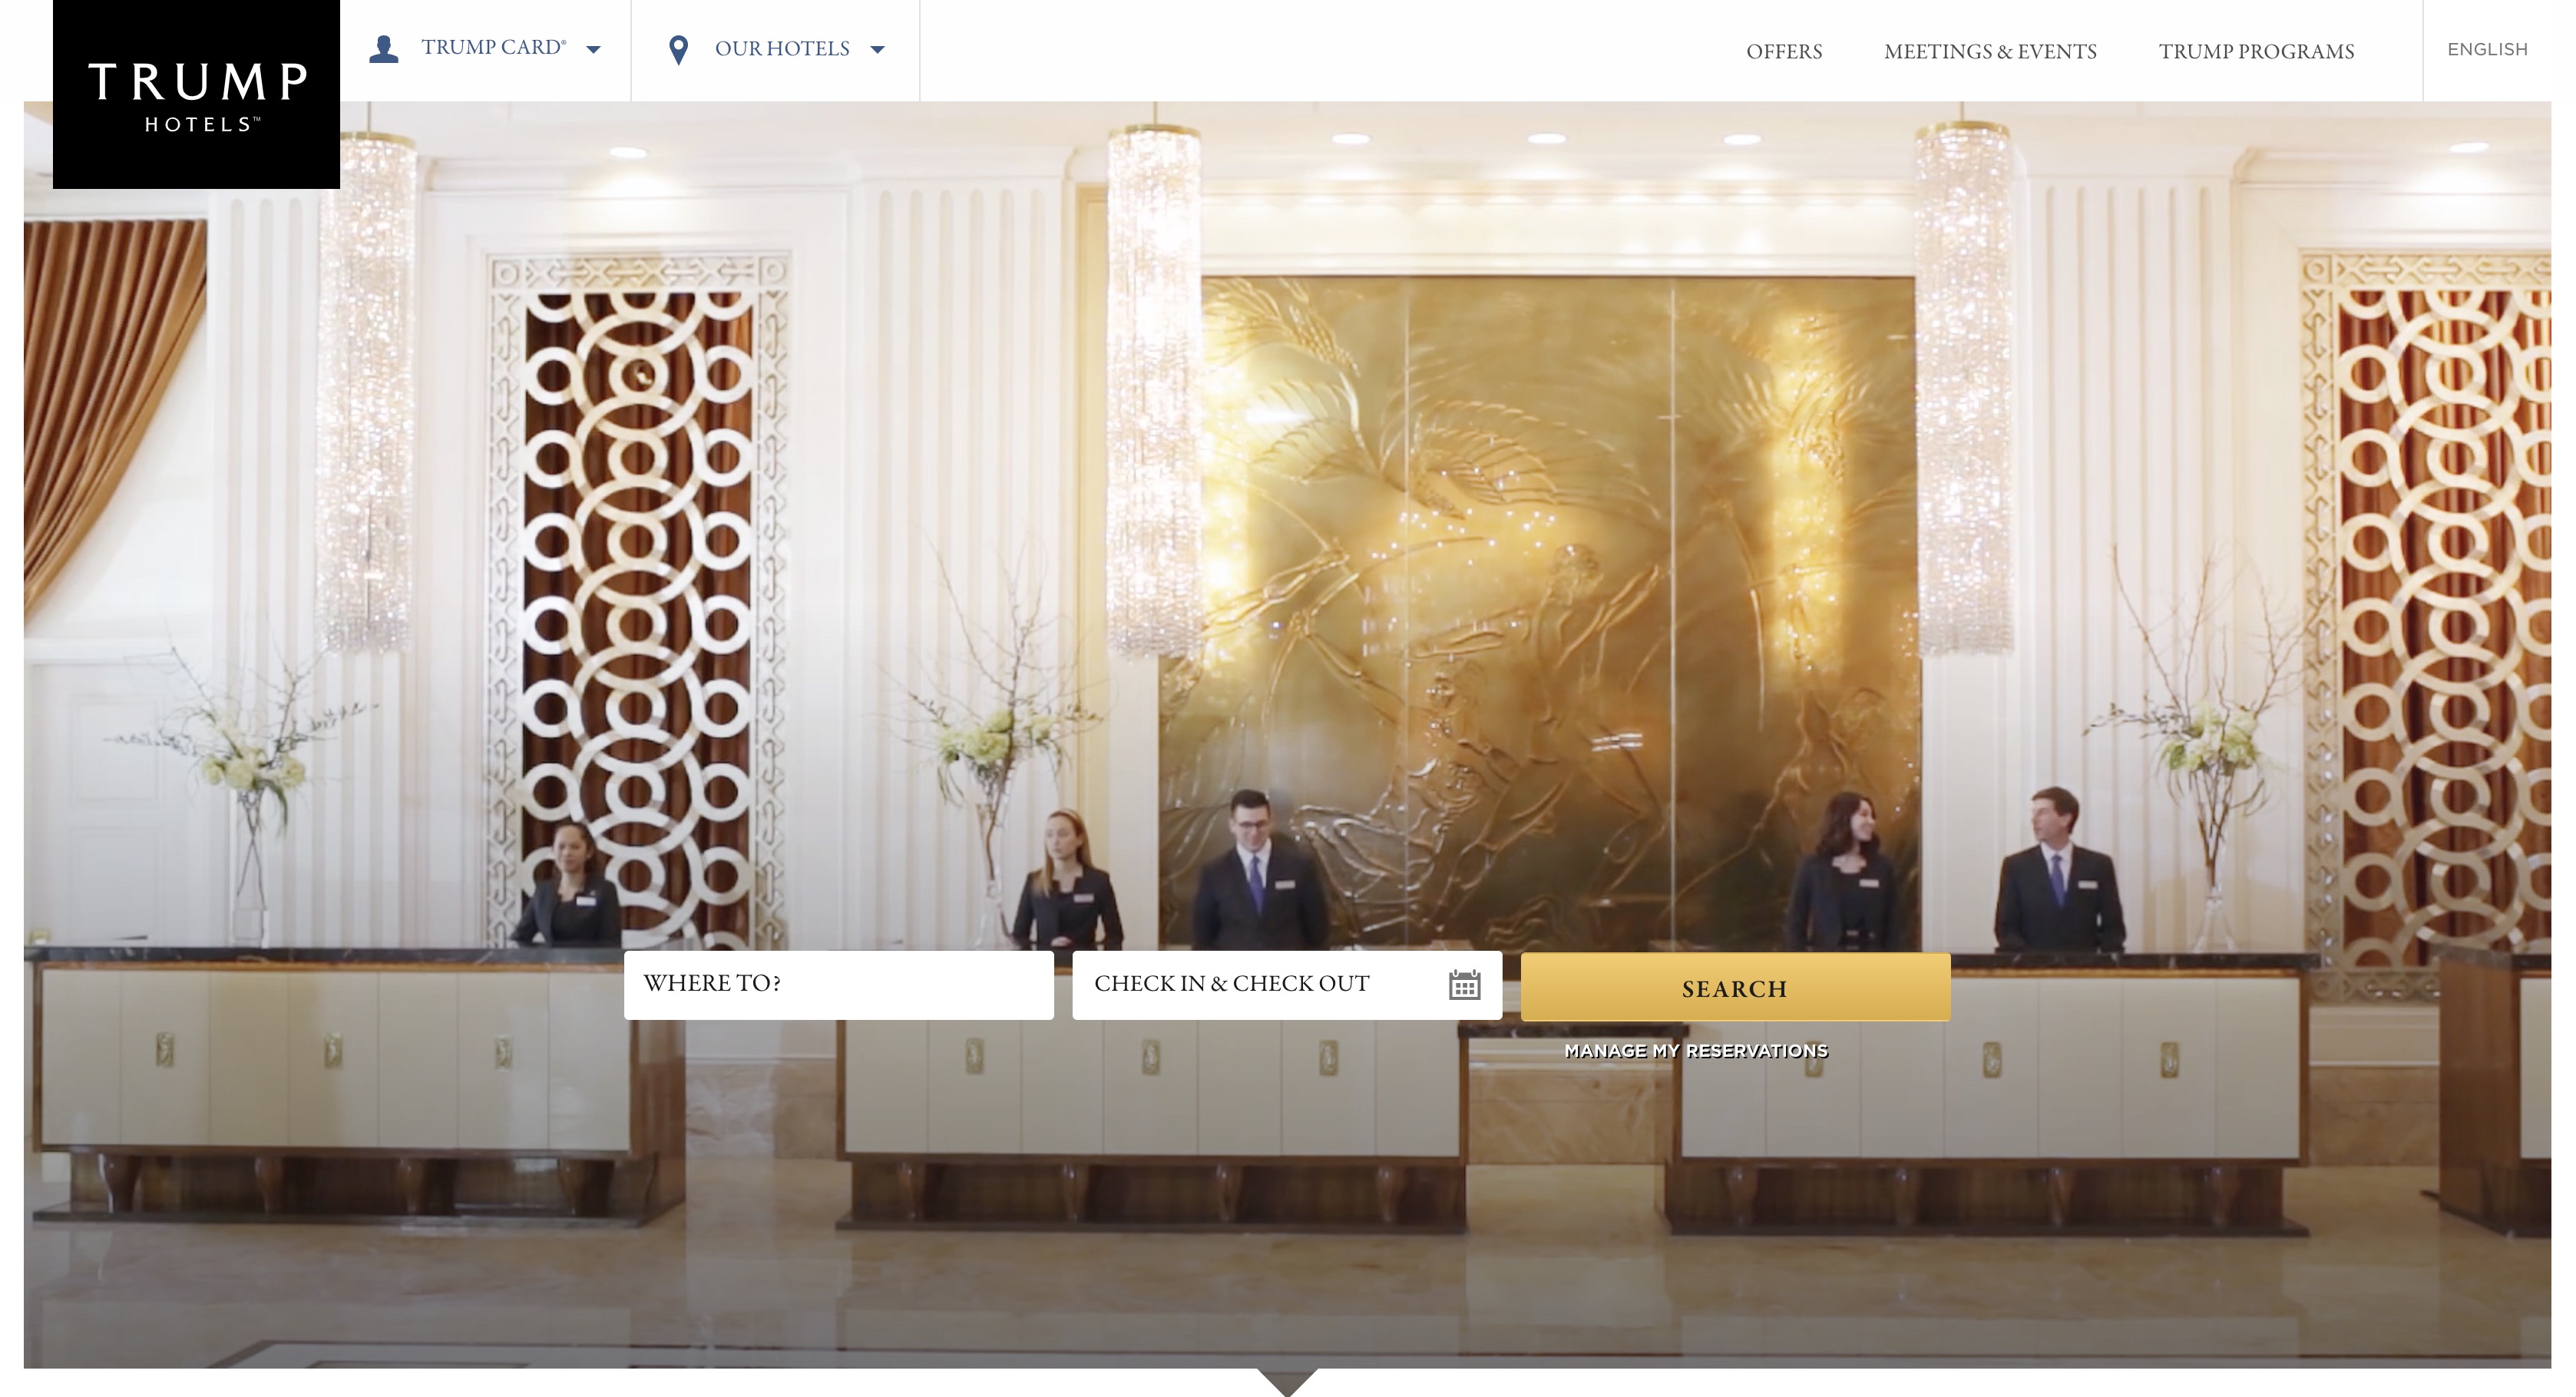 TRUMP
HOTELS™
TRUMP CARD®
OUR HOTELS
OFFERS
MEETINGS & EVENTS
TRUMP PROGRAMS
ENGLISH
WHERE TO?
CHECK IN & CHECK OUT
SEARCH
MANAGE MY RESERVATIONS